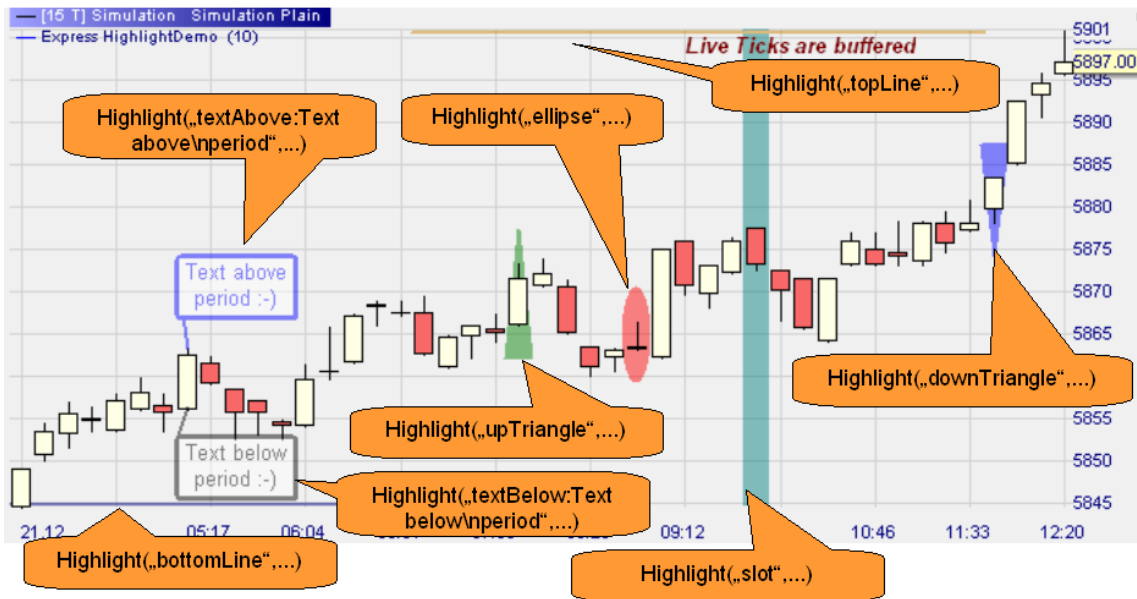 [15 T] Simulation Simulation Plain
Express HighlightDemo (10)
Live Ticks are buffered
Highlight(„topLine“,...)
Highlight(„textAbove:Text
above\nperiod“,...)
Highlight(„ellipse“,...)
Text above
period :-)
Text below
period :-)
Highlight(„upTriangle“,...)
Highlight(„downTriangle“,...)
Highlight(„textBelow:Text
below\nperiod“,...)
Highlight(„bottomLine“,...)
Highlight(„slot“,...)
5901
5897.00
5895
5890
5885
5880
5875
5870
5865
5860
5855
5850
5845
21.12
05:17
06:04
09:12
10:46
11:33
12:20